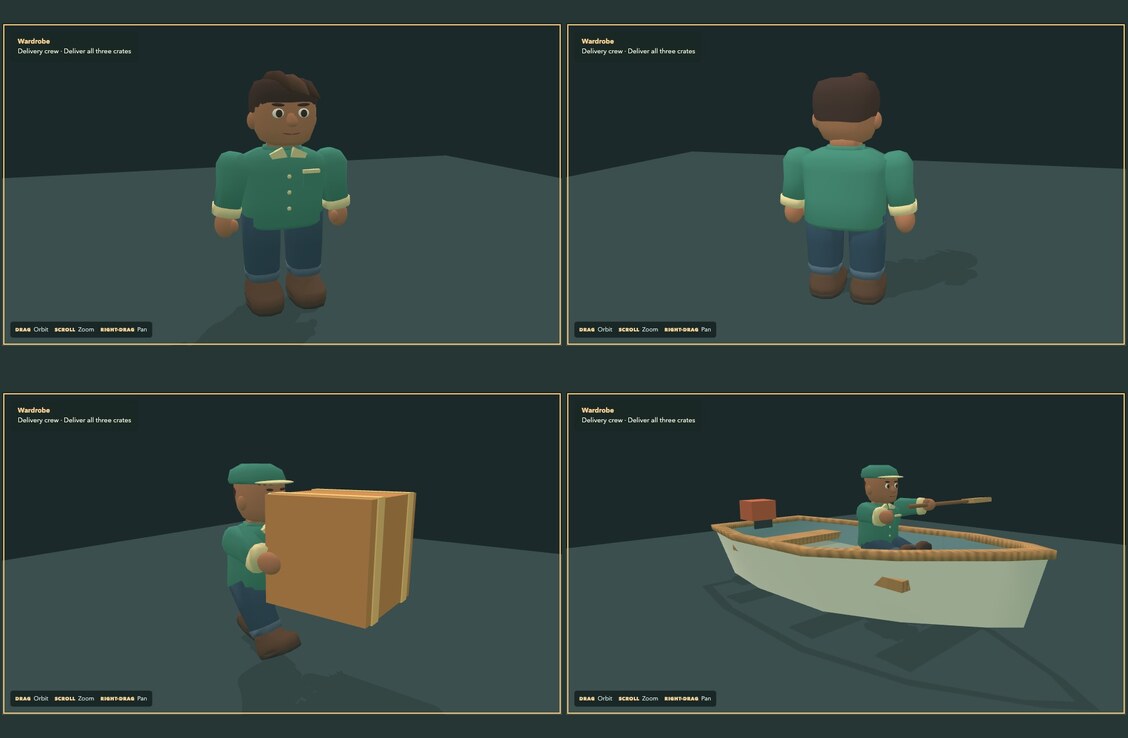 Wardrobe
Delivery crew · Deliver all three crates
DRAG Orbit SCROLL Zoom RIGHT-DRAG Pan
Wardrobe
Delivery crew · Deliver all three crates
DRAG Orbit SCROLL Zoom RIGHT-DRAG Pan
Wardrobe
Delivery crew · Deliver all three crates
DRAG Orbit SCROLL Zoom RIGHT-DRAG Pan
Wardrobe
Delivery crew · Deliver all three crates
DRAG Orbit SCROLL Zoom RIGHT-DRAG Pan